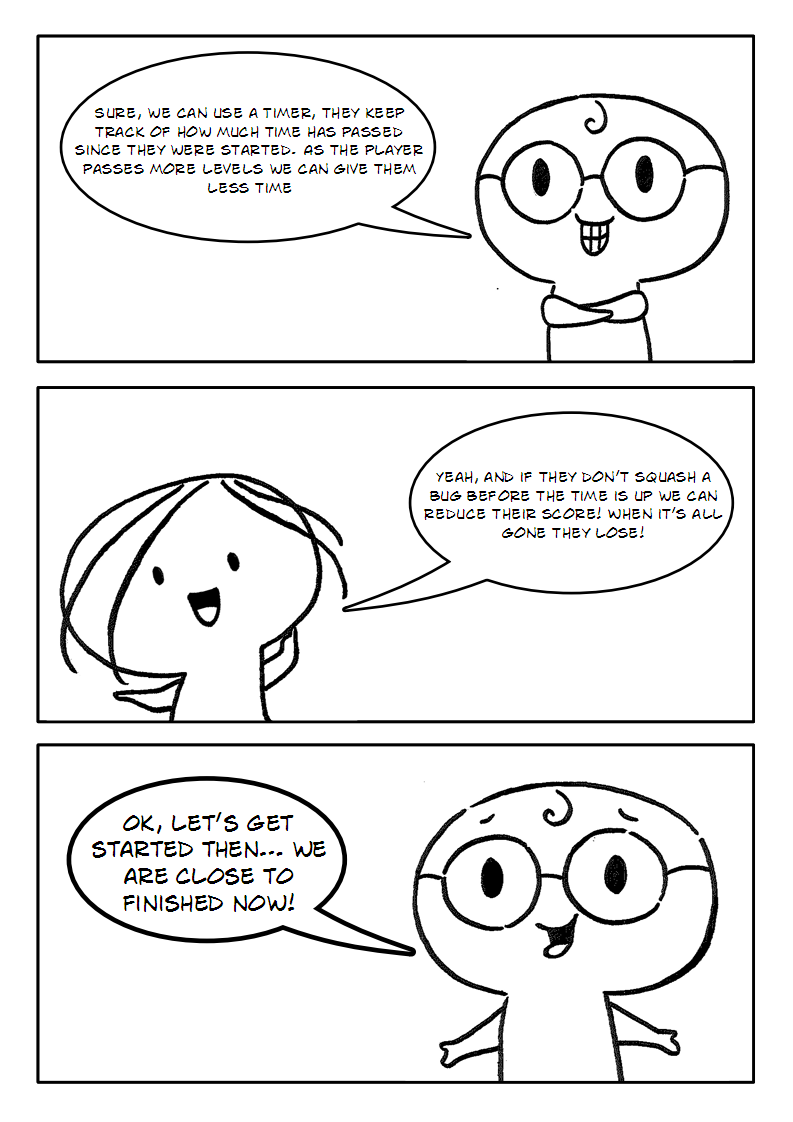 SURE, WE CAN USE A TIMER, THEY KEEP
TRACK OF HOW MUCH TIME HAS PASSED
SINCE THEY WERE STARTED. AS THE PLAYER
PASSES MORE LEVELS WE CAN GIVE THEM
LESS TIME
YEAH, AND IF THEY DON'T SQUASH A
BUG BEFORE THE TIME IS UP WE CAN
REDUCE THEIR SCORE! WHEN IT'S ALL
GONE THEY LOSE!
OK, LET'S GET
STARTED THEN... WE
ARE CLOSE TO
FINISHED NOW!